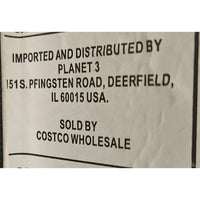 IMPORTED AND DISTRIBUTED BY
PLANET 3
151 S. PFINGSTEN ROAD, DEERFIELD,
IL 60015 USA.
SOLD BY
COSTCO WHOLESALE